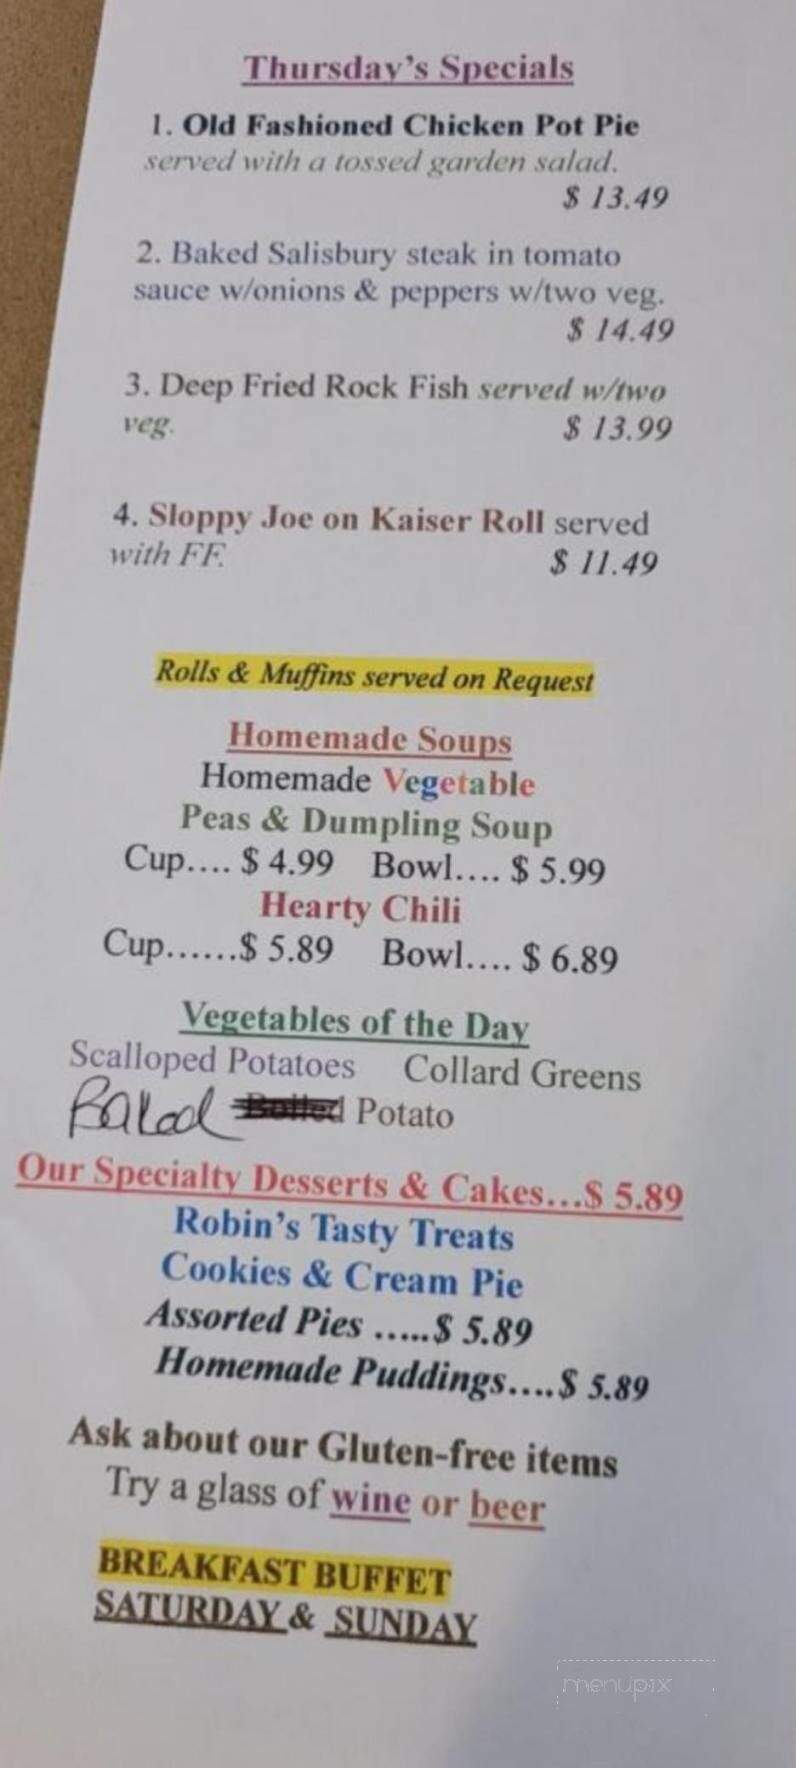 Thursday's Specials
1. Old Fashioned Chicken Pot Pie
served with a tossed garden salad.
$ 13.49
2. Baked Salisbury steak in tomato
sauce w/onions & peppers w/two veg.
$ 14.49
3. Deep Fried Rock Fish served w/two
veg. $ 13.99
4. Sloppy Joe on Kaiser Roll served
with FF. $ 11.49
Rolls & Muffins served on Request
Homemade Soups
Homemade Vegetable
Peas & Dumpling Soup
Cup.... $ 4.99 Bowl.... $ 5.99
Hearty Chili
Cup......$ 5.89 Bowl.... $ 6.89
Vegetables of the Day
Scalloped Potatoes Collard Greens
Baked Potato
Our Specialty Desserts & Cakes...$ 5.89
Robin's Tasty Treats
Cookies & Cream Pie
Assorted Pies .....$ 5.89
Homemade Puddings....$ 5.89
Ask about our Gluten-free items
Try a glass of wine or beer
BREAKFAST BUFFET
SATURDAY & SUNDAY
menupix